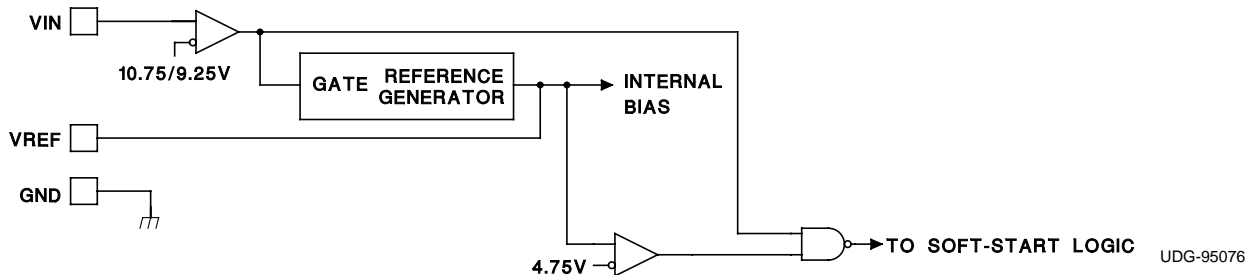 VIN
10.75/9.25V
GATE REFERENCE
GENERATOR
INTERNAL
BIAS
VREF
GND
4.75V
TO SOFT-START LOGIC
UDG-95076